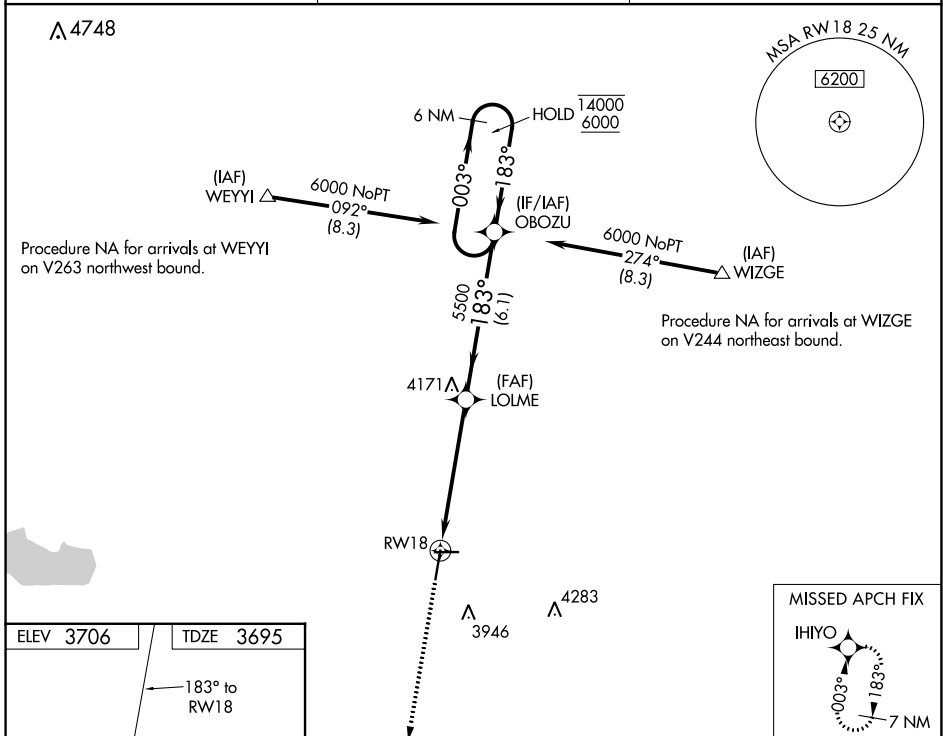 4748
MSA RW18 25 NM
6200
6 NM
HOLD
14000
6000
003°
183°
(IAF)
WEYYI
6000 NoPT
092°
(8.3)
(IF/IAF)
OBOZU
6000 NoPT
274°
(8.3)
(IAF)
WIZGE
Procedure NA for arrivals at WEYYI
on V263 northwest bound.
5500
183°
(6.1)
Procedure NA for arrivals at WIZGE
on V244 northeast bound.
4171
(FAF)
LOLME
RW18
3946
4283
ELEV 3706
TDZE 3695
183° to
RW18
MISSED APCH FIX
IHIYO
003°
183°
7 NM